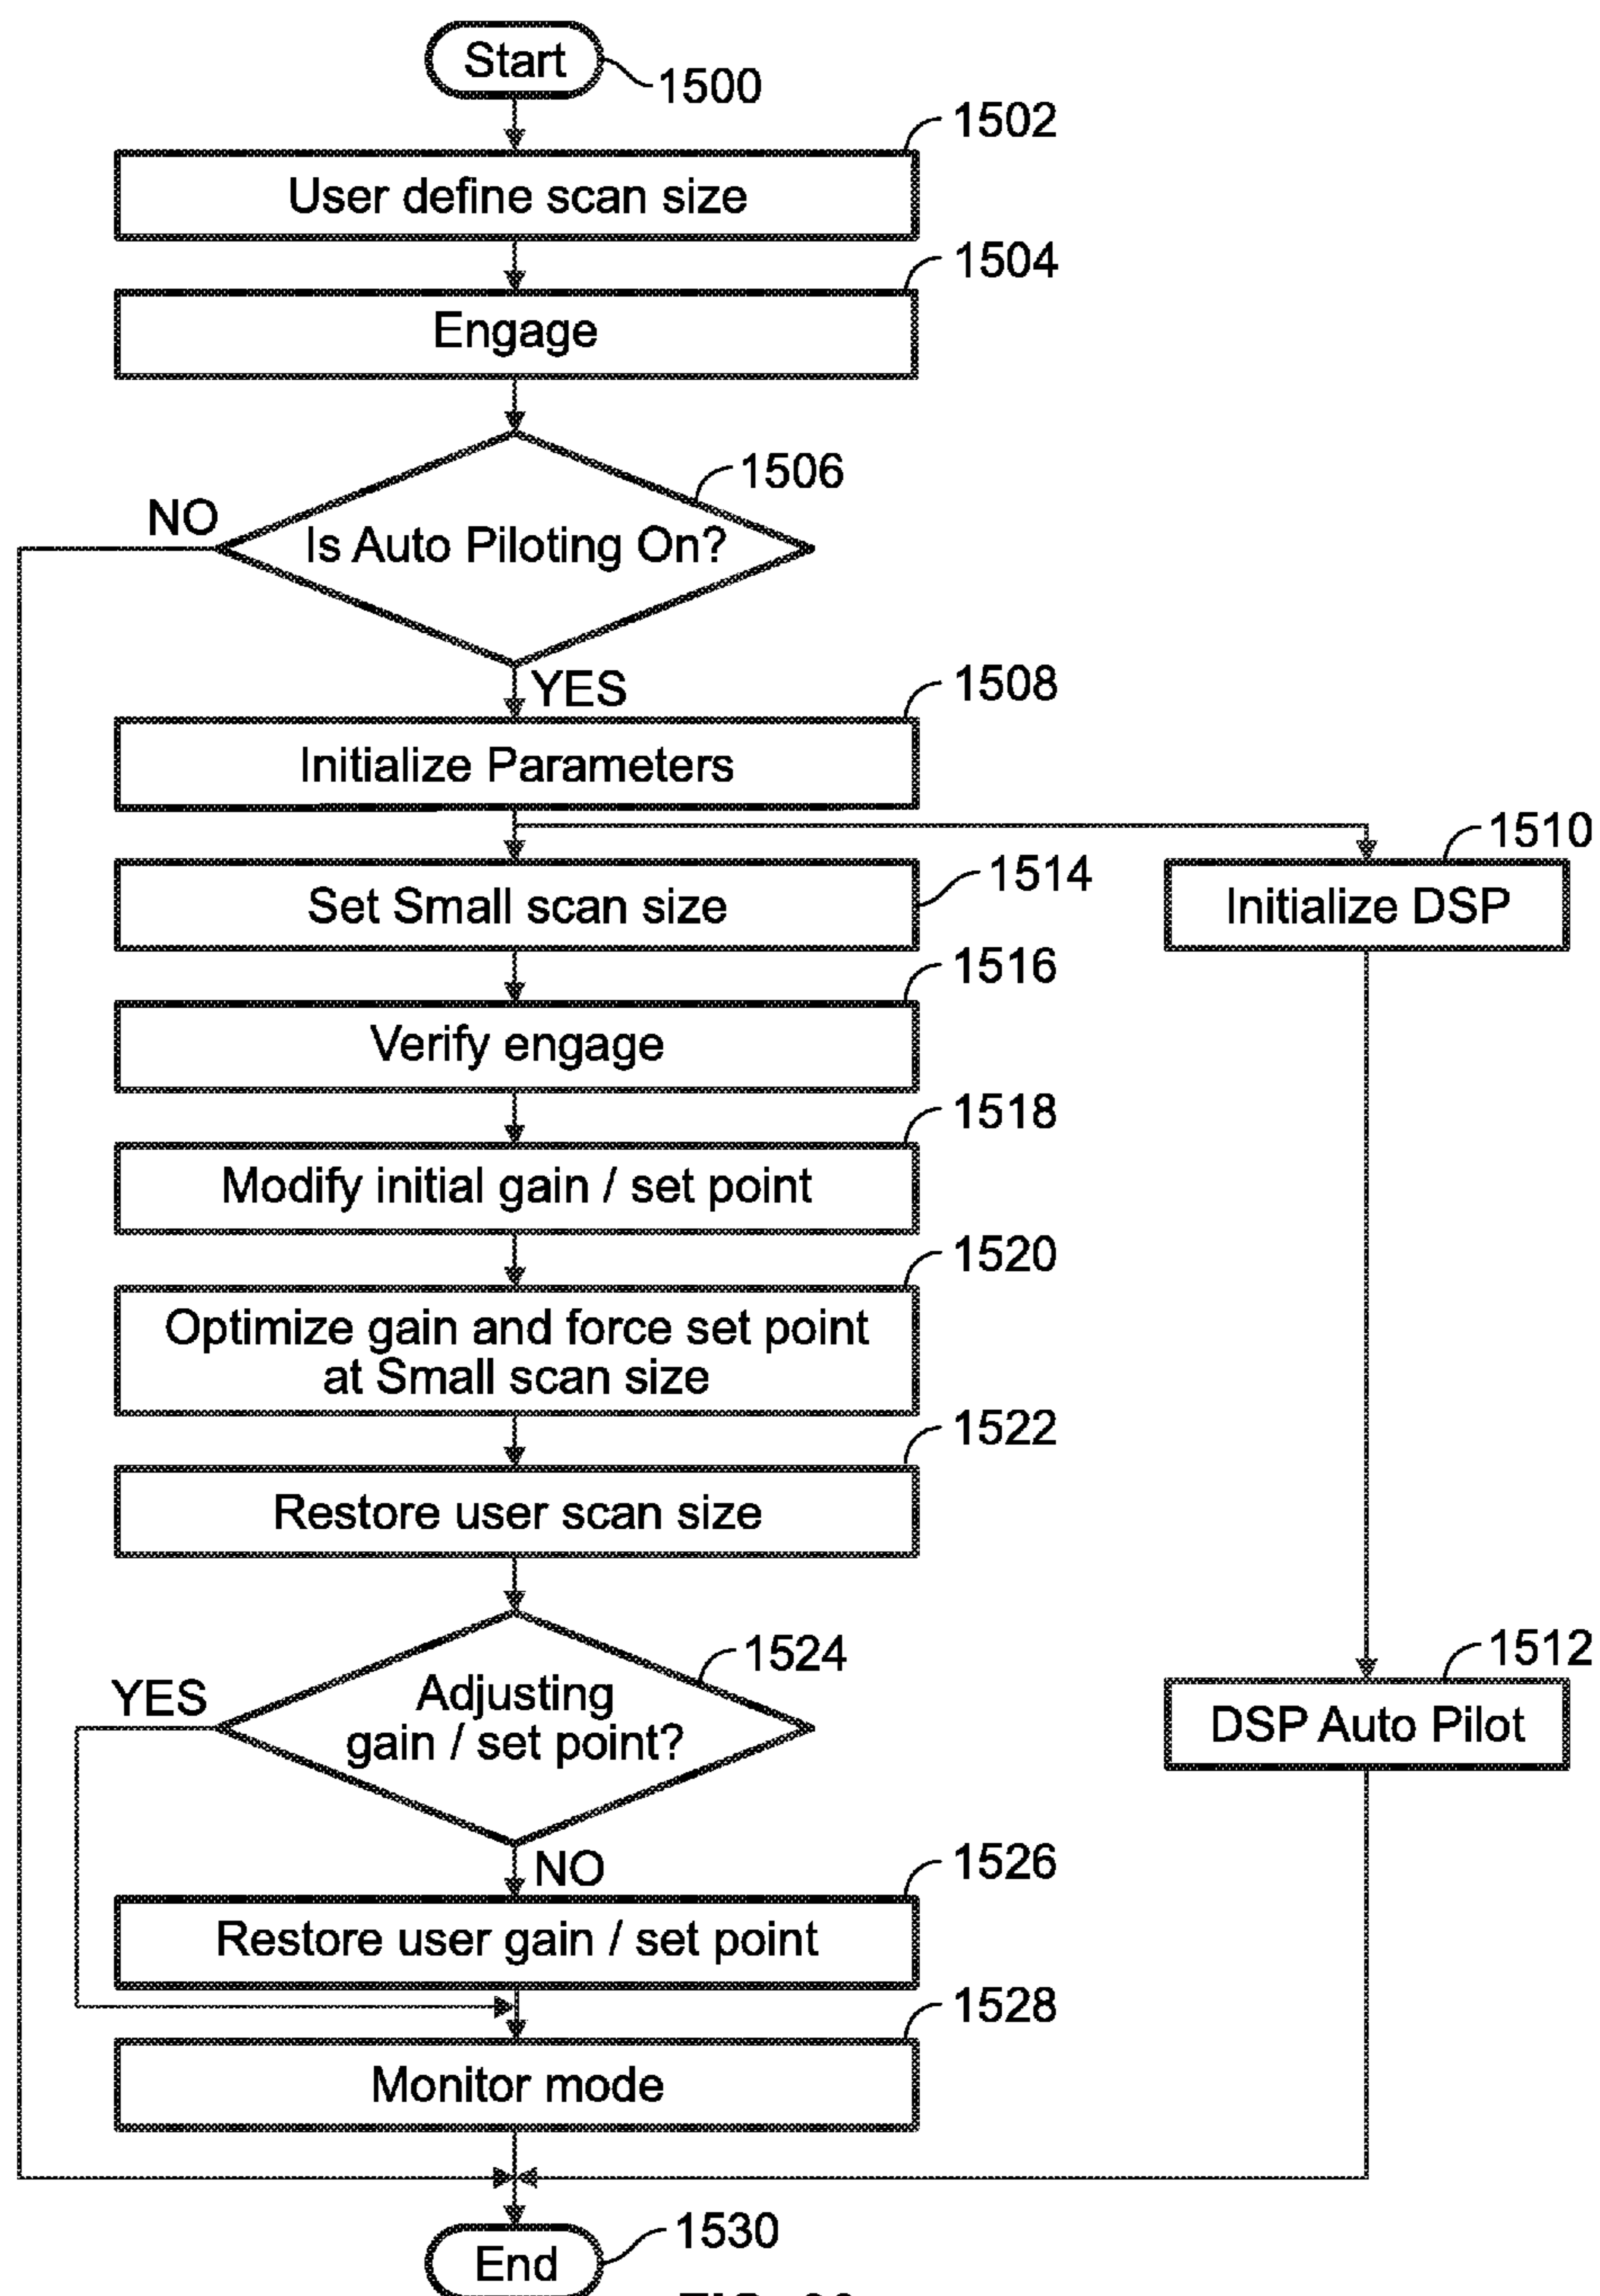 Start
1500
1502
User define scan size
1504
Engage
1506
NO
Is Auto Piloting On?
YES
1508
Initialize Parameters
1510
1514
Set Small scan size
Initialize DSP
1516
Verify engage
1518
Modify initial gain / set point
1520
Optimize gain and force set point
at Small scan size
1522
Restore user scan size
1524
1512
YES
Adjusting
gain / set point?
DSP Auto Pilot
NO
1526
Restore user gain / set point
1528
Monitor mode
1530
End